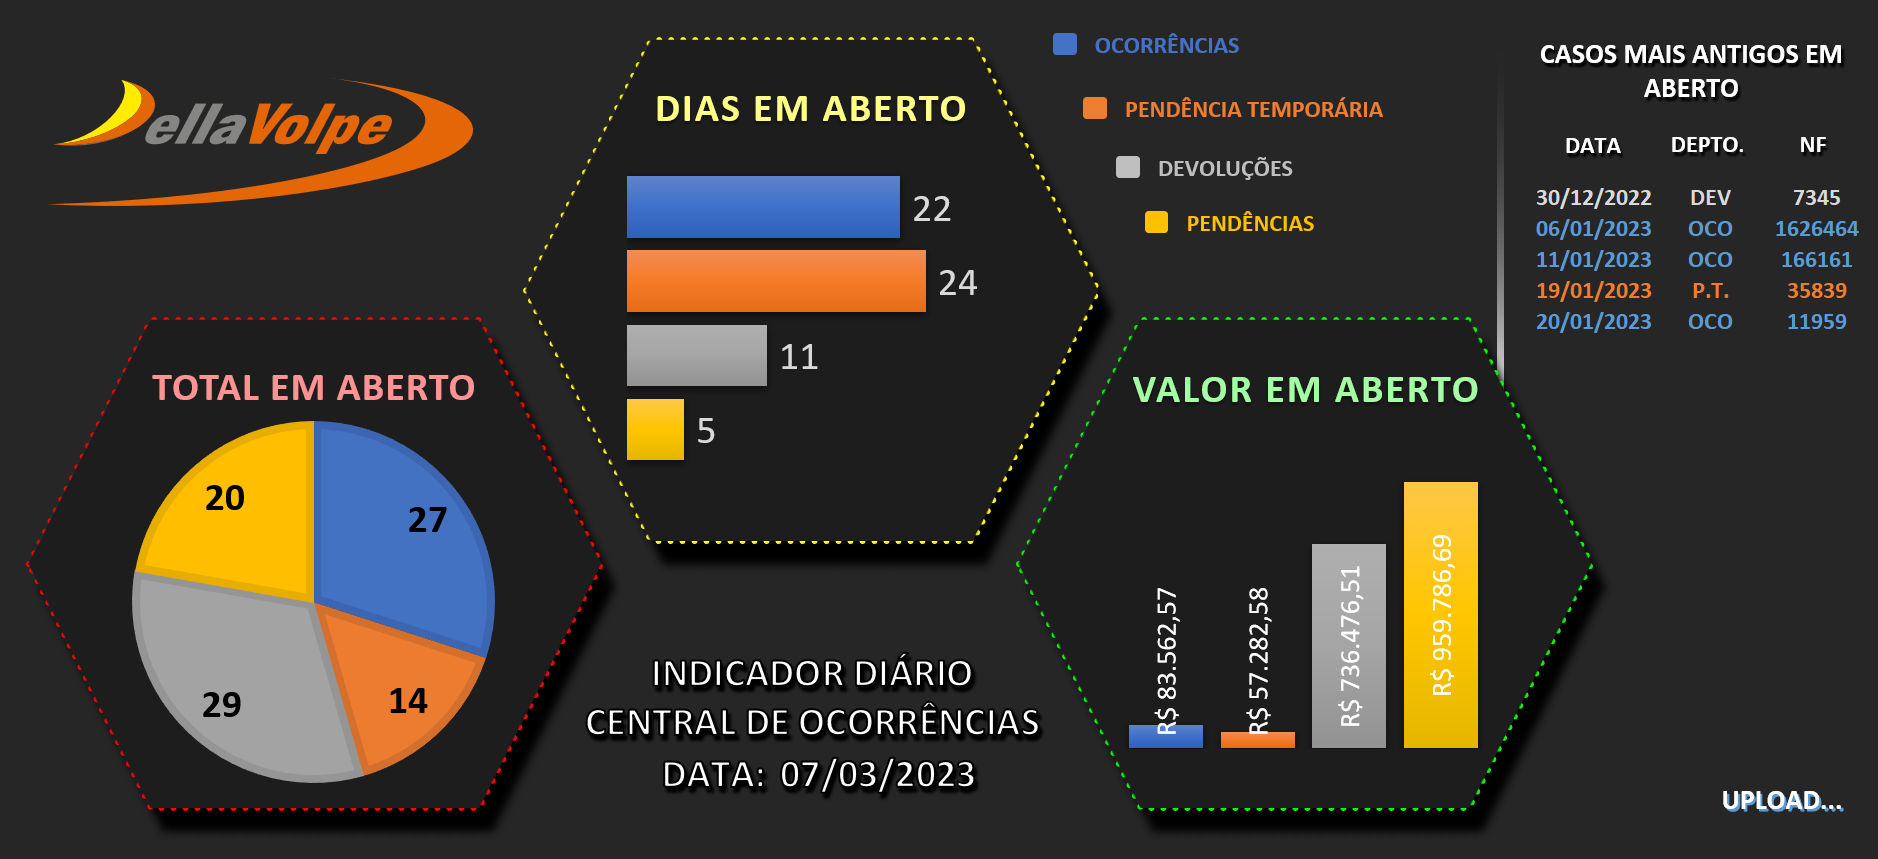 DellaVolpe
DIAS EM ABERTO
22
24
11
5
OCORRÊNCIAS
PENDÊNCIA TEMPORÁRIA
DEVOLUÇÕES
PENDÊNCIAS
CASOS MAIS ANTIGOS EM
ABERTO
DATA DEPTO. NF
30/12/2022 DEV 7345
06/01/2023 OCO 1626464
11/01/2023 OCO 166161
19/01/2023 P.T. 35839
20/01/2023 OCO 11959
TOTAL EM ABERTO
20
27
29
14
VALOR EM ABERTO
R$ 83.562,57
R$ 57.282,58
R$ 736.476,51
R$ 959.786,69
INDICADOR DIÁRIO
CENTRAL DE OCORRÊNCIAS
DATA: 07/03/2023
UPLOAD...